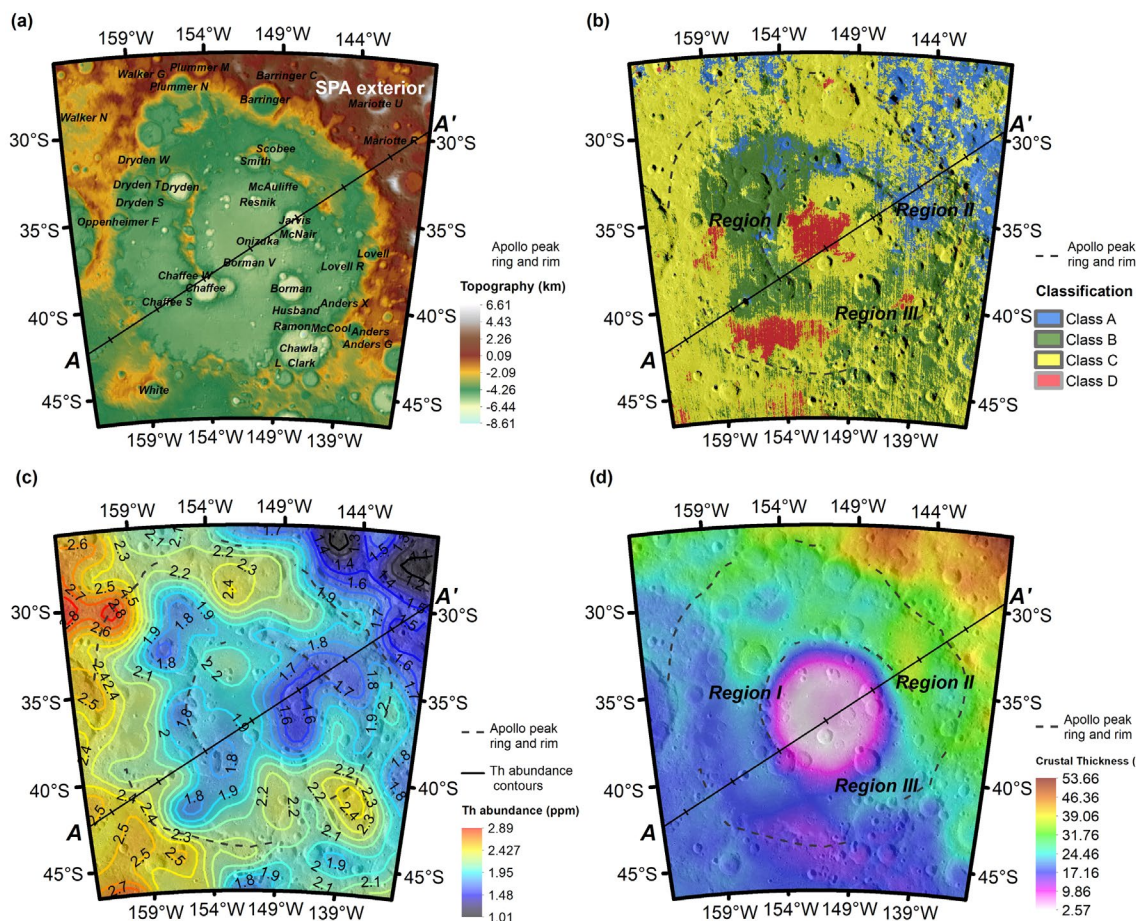 (a)
159°W 154°W 149°W 144°W
Plummer M
Walker G
Plummer N
Barringer C
SPA exterior
Barringer
Mariotte U
Walker N
A'
30°S
30°S
Mariotte R
Scobee
Smith
Dryden W
Dryden T
Dryden
McAuliffe
Dryden S
Resnik
Oppenheimer F
Jarvis
McNair
35°S
35°S
Onizuka
Lovell
Borman V
Lovell R
Chaffee W
Chaffee
Borman
Chaffee S
Anders X
Husband
40°S
40°S
Ramon
McCool
Anders
Anders G
Chawla
A
L Clark
White
45°S
45°S
159°W 154°W 149°W 139°W
Apollo peak
ring and rim
Topography (km)
6.61
4.43
2.26
0.09
-2.09
-4.26
-6.44
-8.61
(b)
159°W 154°W 149°W 144°W
A'
30°S
30°S
Region I
Region II
35°S
35°S
Region III
40°S
40°S
A
45°S
45°S
159°W 154°W 149°W 139°W
Apollo peak
ring and rim
Classification
Class A
Class B
Class C
Class D
(c)
159°W 154°W 149°W 144°W
A'
30°S
30°S
35°S
35°S
40°S
40°S
A
45°S
45°S
159°W 154°W 149°W 139°W
Apollo peak
ring and rim
Th abundance
contours
Th abundance (ppm)
2.89
2.427
1.95
1.48
1.01
(d)
159°W 154°W 149°W 144°W
A'
30°S
30°S
Region I
Region II
35°S
35°S
Region III
40°S
40°S
A
45°S
45°S
159°W 154°W 149°W 139°W
Apollo peak
ring and rim
Crustal Thickness (
53.66
46.36
39.06
31.76
24.46
17.16
9.86
2.57